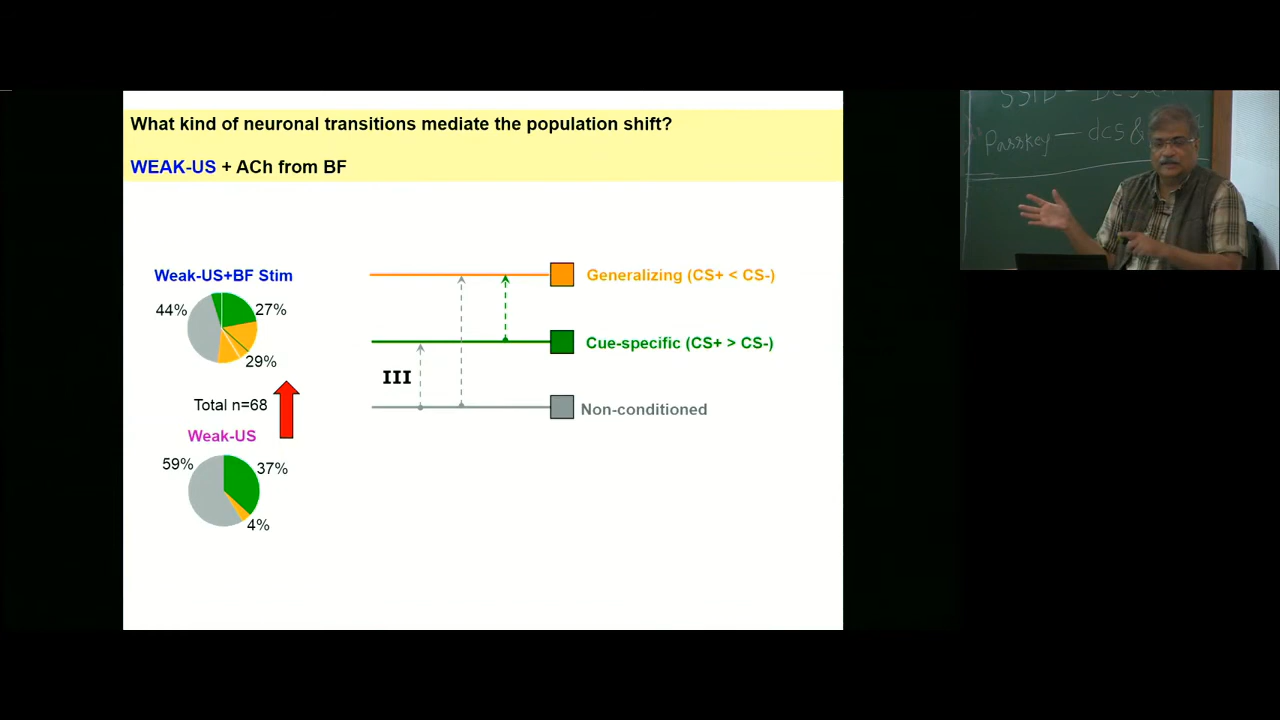 What kind of neuronal transitions mediate the population shift?
WEAK-US + ACh from BF
Weak-US+BF Stim
44%
27%
29%
Total n=68
Weak-US
59%
37%
4%
III
Generalizing (CS+ < CS-)
Cue-specific (CS+ > CS-)
Non-conditioned
Passkey — dcs&